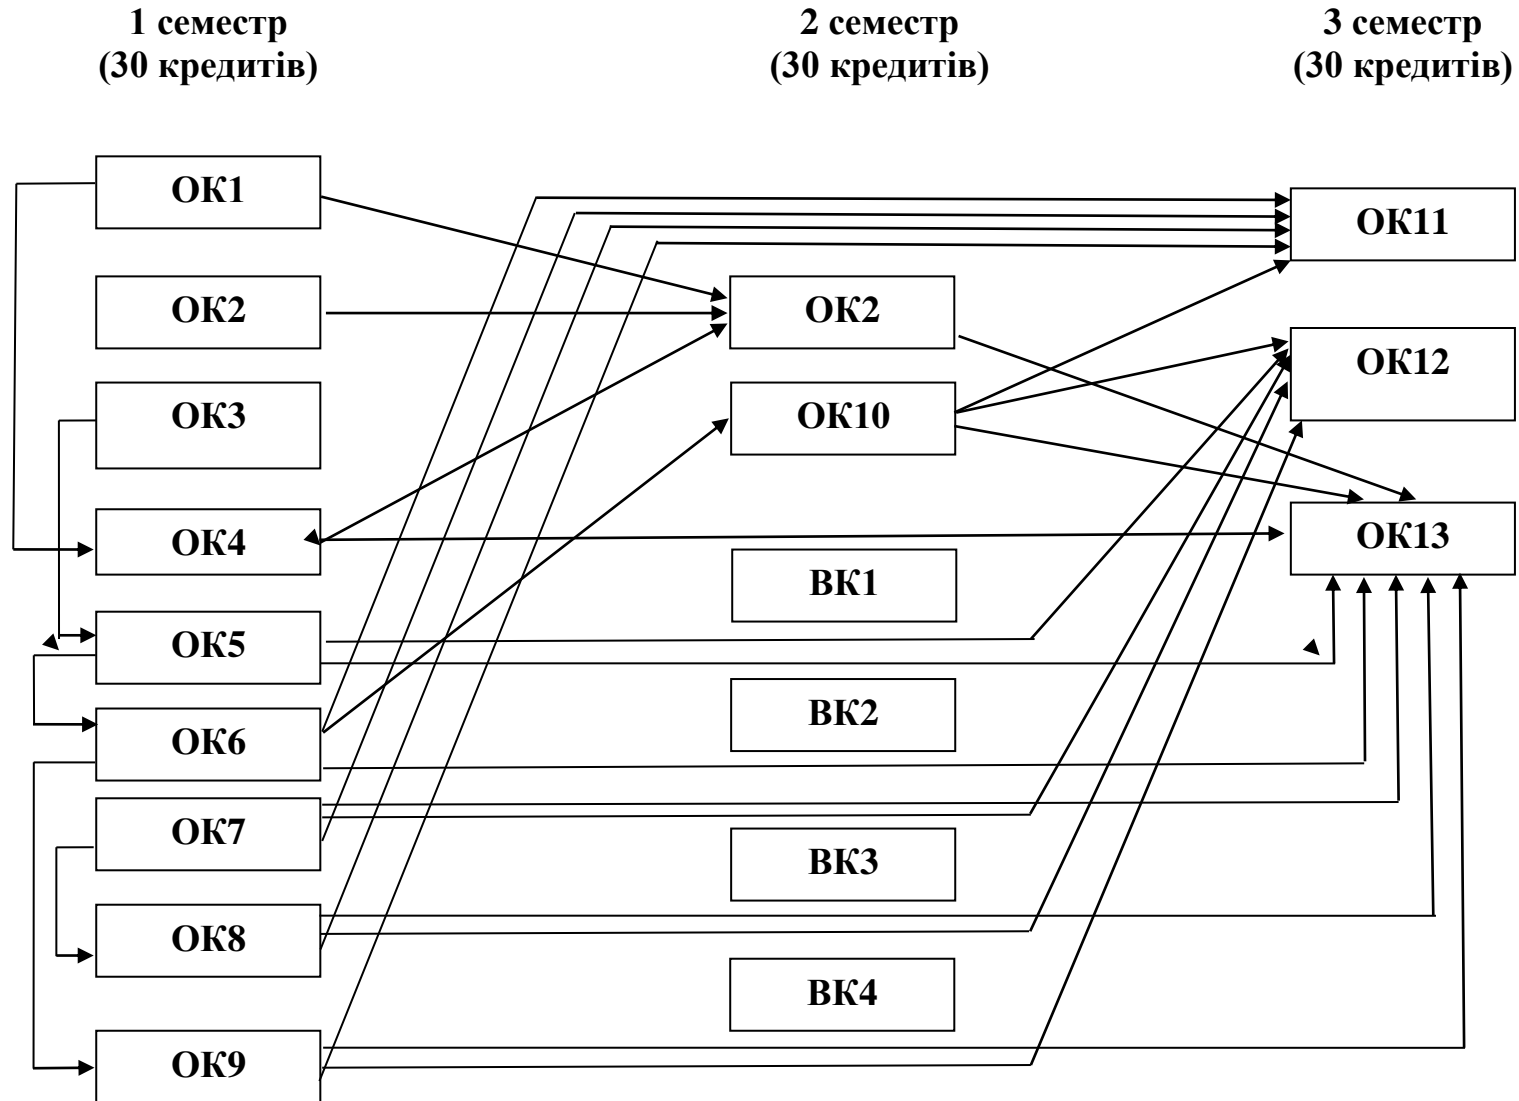 1 семестр
(30 кредитів)
2 семестр
(30 кредитів)
3 семестр
(30 кредитів)
ОК1
ОК2
ОК3
ОК4
ОК5
ОК6
ОК7
ОК8
ОК9
ОК2
ОК10
ВК1
ВК2
ВК3
ВК4
ОК11
ОК12
ОК13